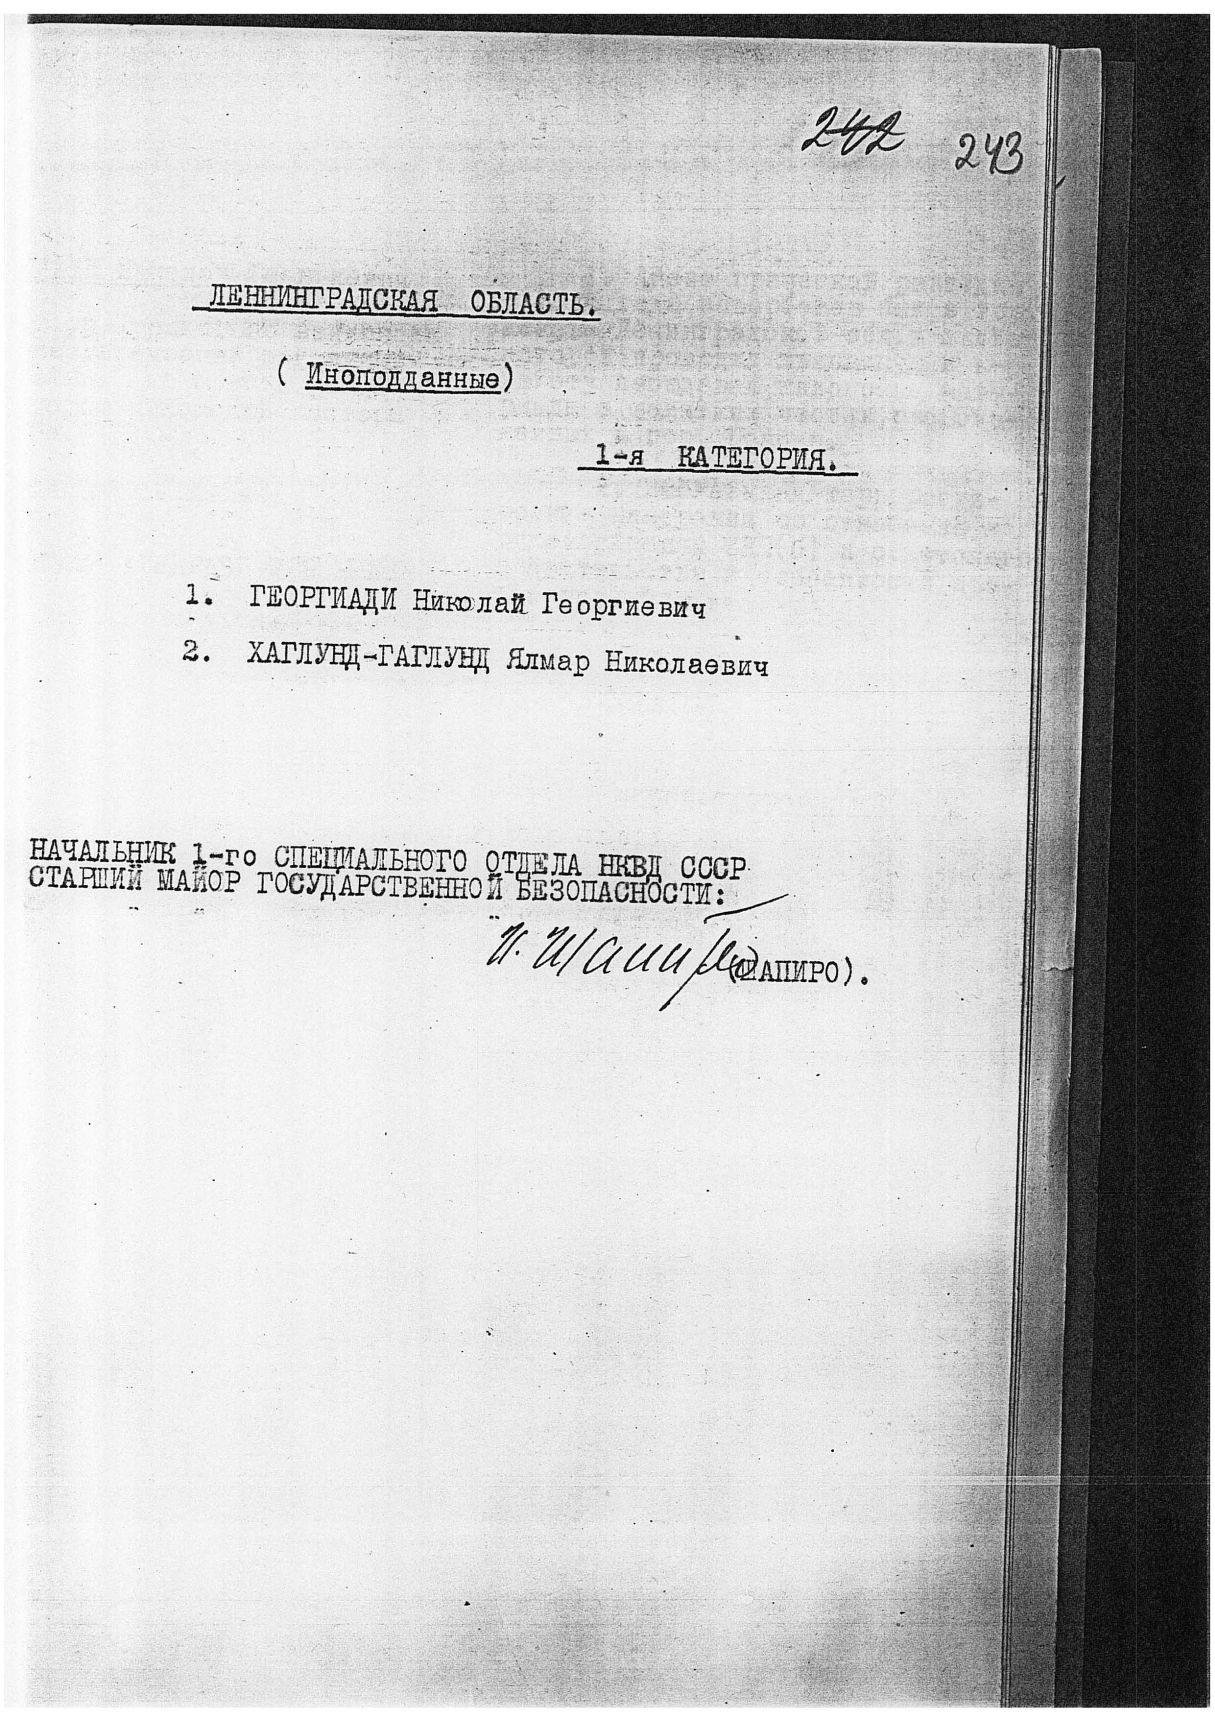 242 243
ЛЕННИНГРАДСКАЯ ОБЛАСТЬ.
( Иноподданные)
1-я КАТЕГОРИЯ.
1. ГЕОРГИАДИ Николай Георгиевич
2. ХАГЛУНД-ГАГЛУНД Ялмар Николаевич
НАЧАЛЬНИК 1-го СПЕЦИАЛЬНОГО ОТДЕЛА НКВД СССР
СТАРШИЙ МАЙОР ГОСУДАРСТВЕННОЙ БЕЗОПАСНОСТИ:
И. Шапиро (ШАПИРО).